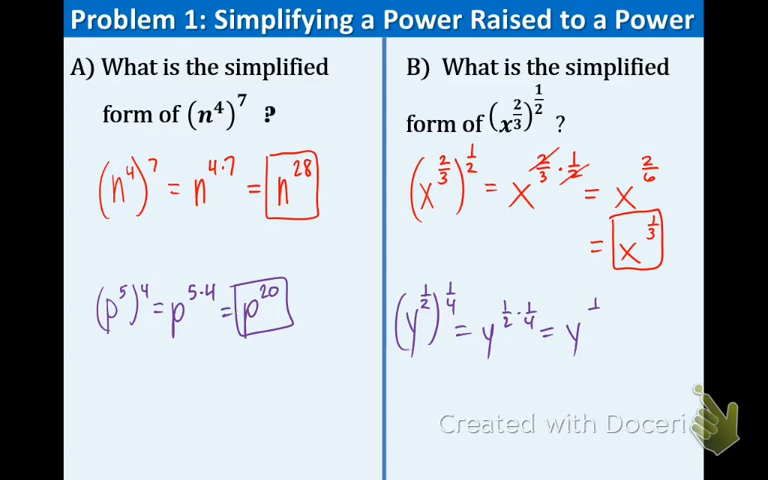 Problem 1: Simplifying a Power Raised to a Power
A) What is the simplified
form of (n⁴)⁷ ?
(n⁴)⁷ = n^(4·7) = n²⁸
(p⁵)⁴ = p^(5·4) = p²⁰
B) What is the simplified
form of (x^(2/3))^(1/2) ?
(x^(2/3))^(1/2) = x^(2/3 · 1/2) = x^(2/6)
= x^(1/3)
(y^(1/2))^(1/4) = y^(1/2 · 1/4) = y^1
Created with Doceri